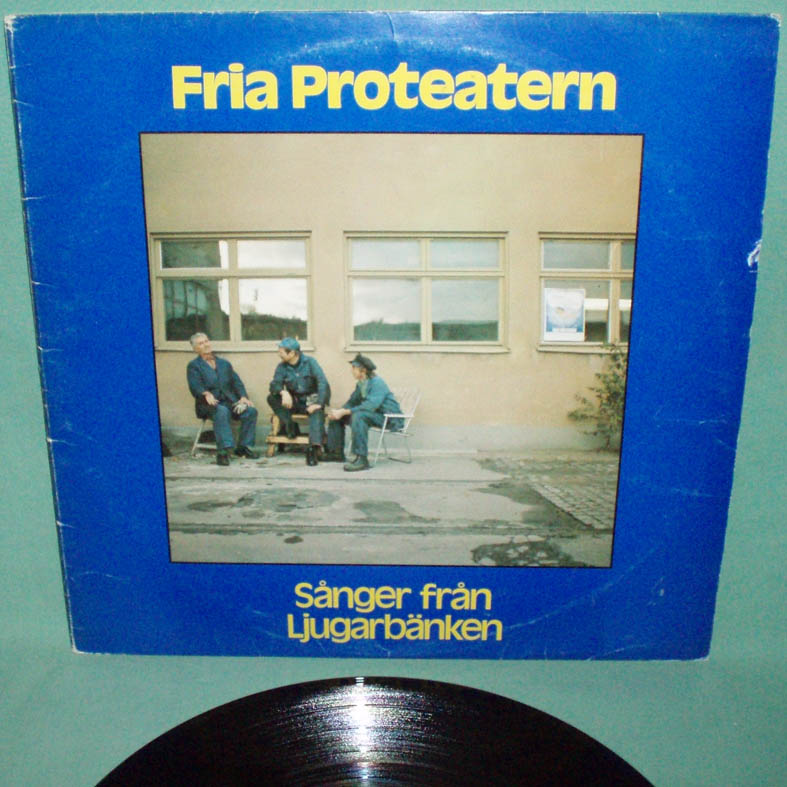 Fria Proteatern
Sånger från
Ljugarbänken